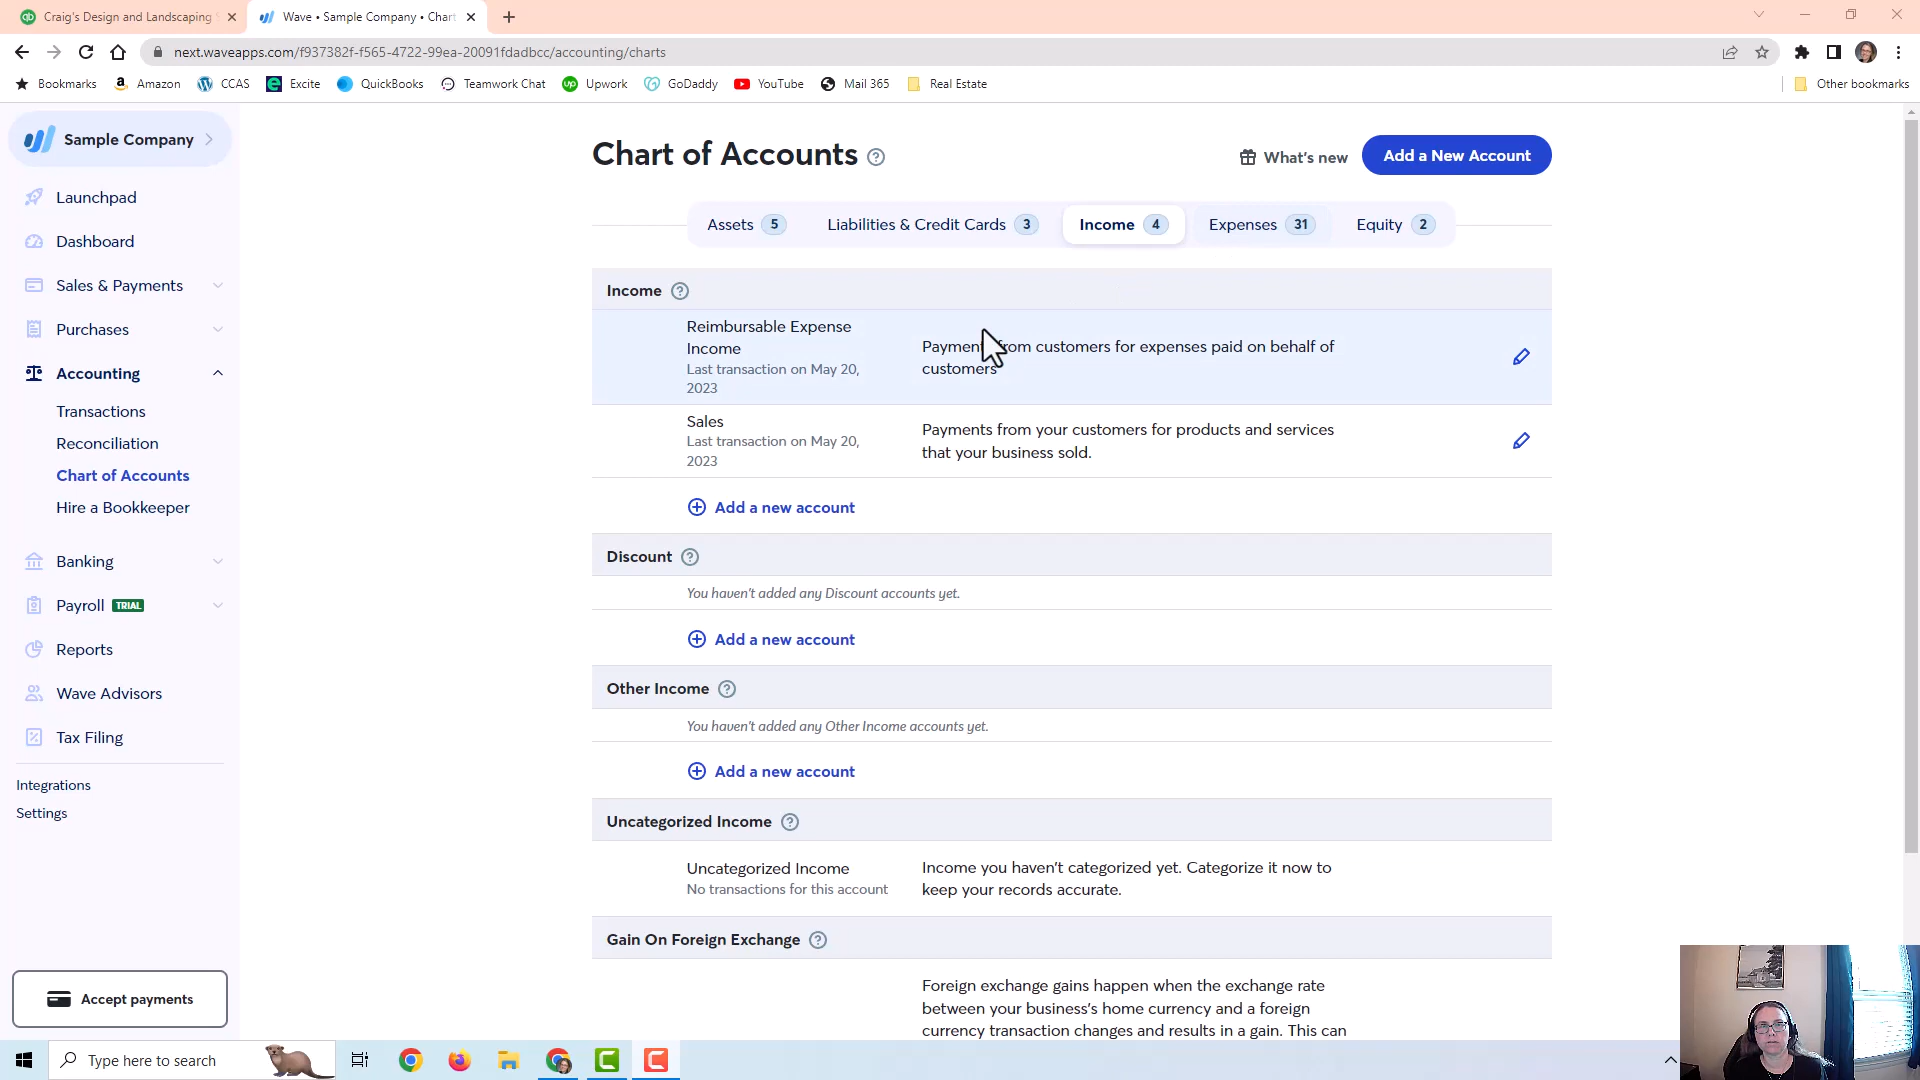 Craig's Design and Landscaping S
Wave • Sample Company • Chart
next.waveapps.com/f937382f-f565-4722-99ea-20091fdadbcc/accounting/charts
Bookmarks
Amazon
CCAS
Excite
QuickBooks
Teamwork Chat
Upwork
GoDaddy
YouTube
Mail 365
Real Estate
Other bookmarks
Sample Company
Launchpad
Dashboard
Sales & Payments
Purchases
Accounting
Transactions
Reconciliation
Chart of Accounts
Hire a Bookkeeper
Banking
Payroll TRIAL
Reports
Wave Advisors
Tax Filing
Integrations
Settings
Accept payments
Chart of Accounts
What's new
Add a New Account
Assets 5
Liabilities & Credit Cards 3
Income 4
Expenses 31
Equity 2
Income
Reimbursable Expense
Income
Last transaction on May 20,
2023
Payments from customers for expenses paid on behalf of
customers
Sales
Last transaction on May 20,
2023
Payments from your customers for products and services
that your business sold.
Add a new account
Discount
You haven't added any Discount accounts yet.
Add a new account
Other Income
You haven't added any Other Income accounts yet.
Add a new account
Uncategorized Income
Uncategorized Income
No transactions for this account
Income you haven't categorized yet. Categorize it now to
keep your records accurate.
Gain On Foreign Exchange
Foreign exchange gains happen when the exchange rate
between your business's home currency and a foreign
currency transaction changes and results in a gain. This can
Type here to search